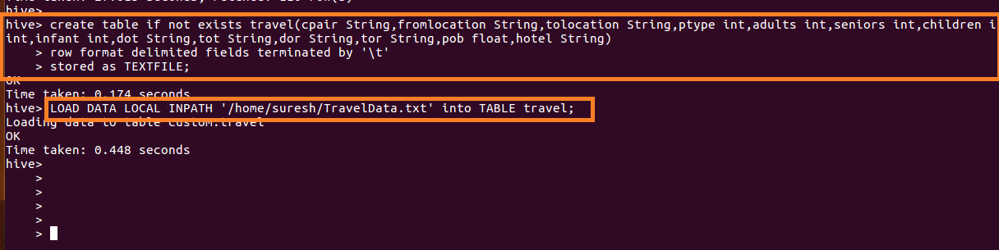 hive>
hive> create table if not exists travel(cpair String,fromlocation String,tolocation String,ptype int,adults int,seniors int,children i
int,infant int,dot String,tot String,dor String,tor String,pob float,hotel String)
> row format delimited fields terminated by '\t'
> stored as TEXTFILE;
OK
Time taken: 0.174 seconds
hive> LOAD DATA LOCAL INPATH '/home/suresh/TravelData.txt' into TABLE travel;
Loading data to table custom.travel
OK
Time taken: 0.448 seconds
hive>
>
>
>
>
>